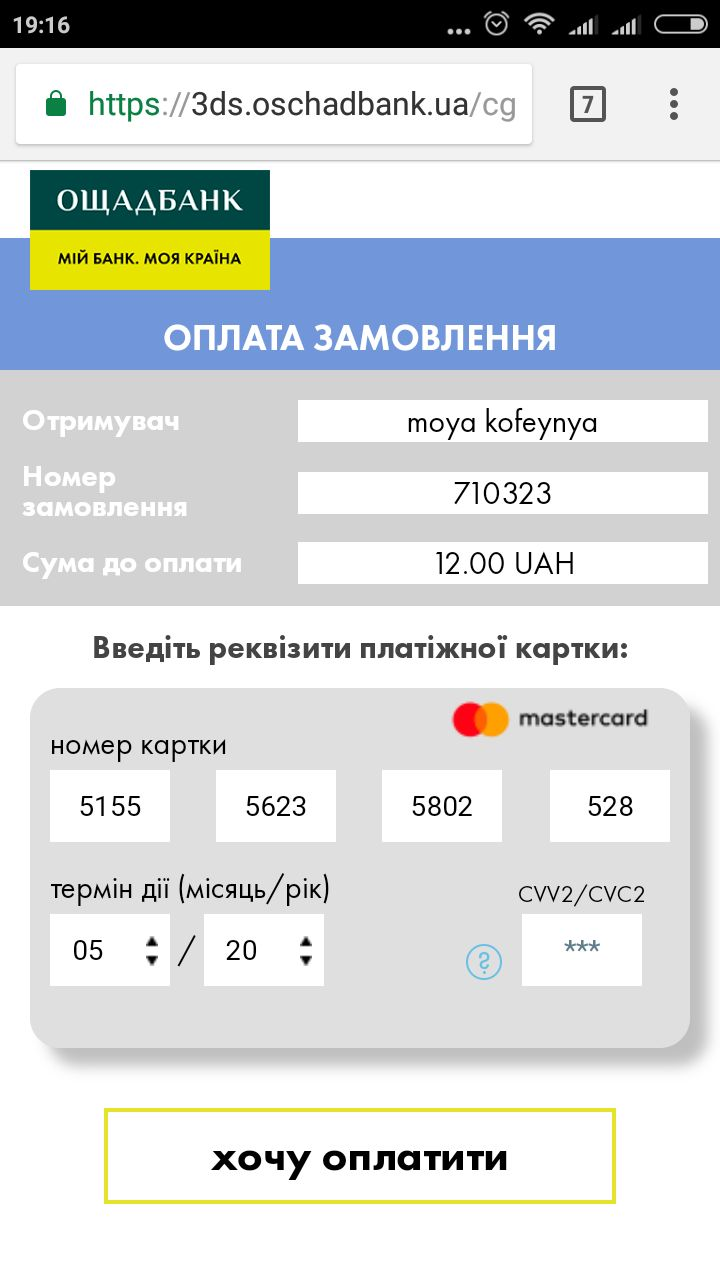 19:16
https://3ds.oschadbank.ua/cg
7
ОЩАДБАНК
МІЙ БАНК. МОЯ КРАЇНА
ОПЛАТА ЗАМОВЛЕННЯ
Отримувач moya kofeynya
Номер
замовлення 710323
Сума до оплати 12.00 UAH
Введіть реквізити платіжної картки:
mastercard
номер картки
5155 5623 5802 528
термін дії (місяць/рік) CVV2/CVC2
05 / 20 ? ***
хочу оплатити